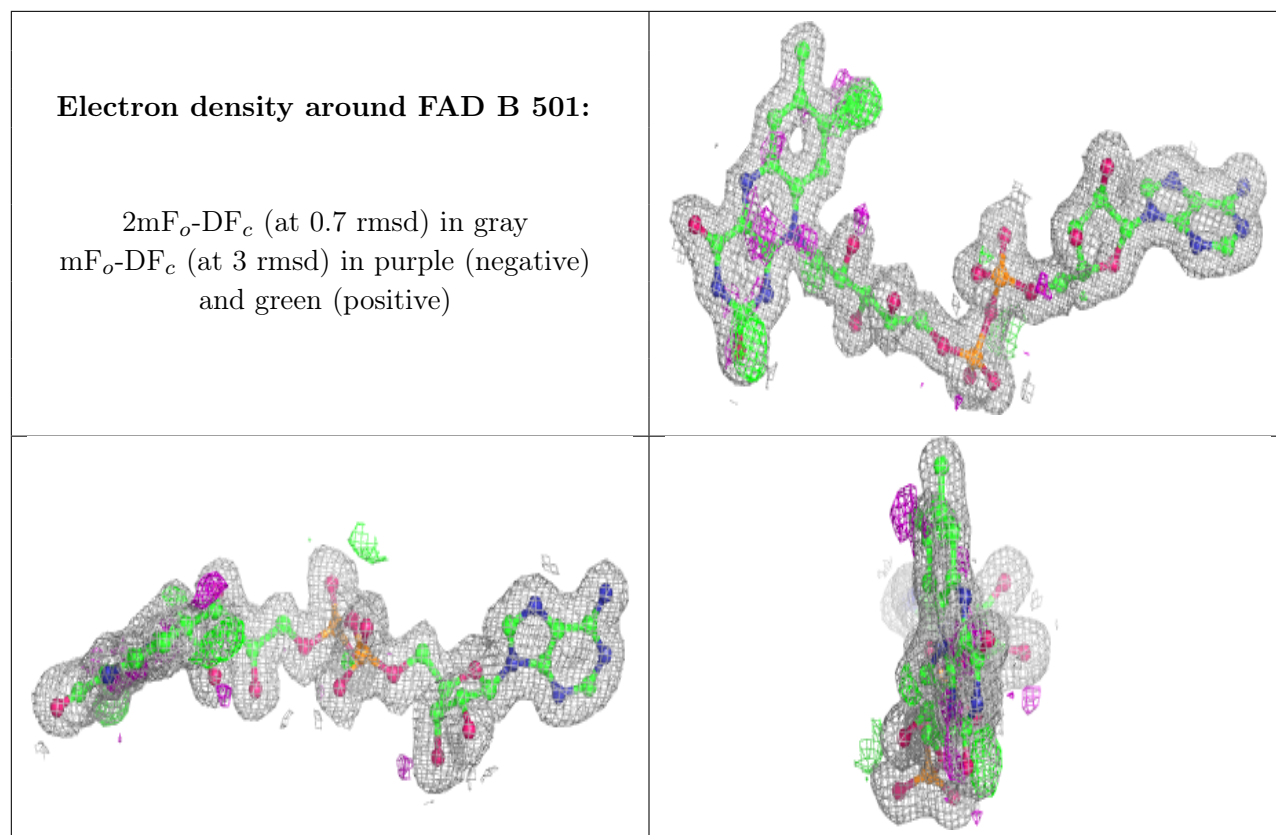 Electron density around FAD B 501:
2mFo-DFc (at 0.7 rmsd) in gray
mFo-DFc (at 3 rmsd) in purple (negative)
and green (positive)